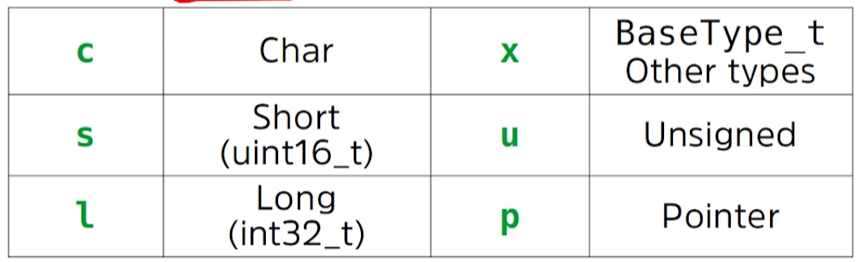 c Char x BaseType_t
Other types
s Short
(uint16_t) u Unsigned
l Long
(int32_t) p Pointer